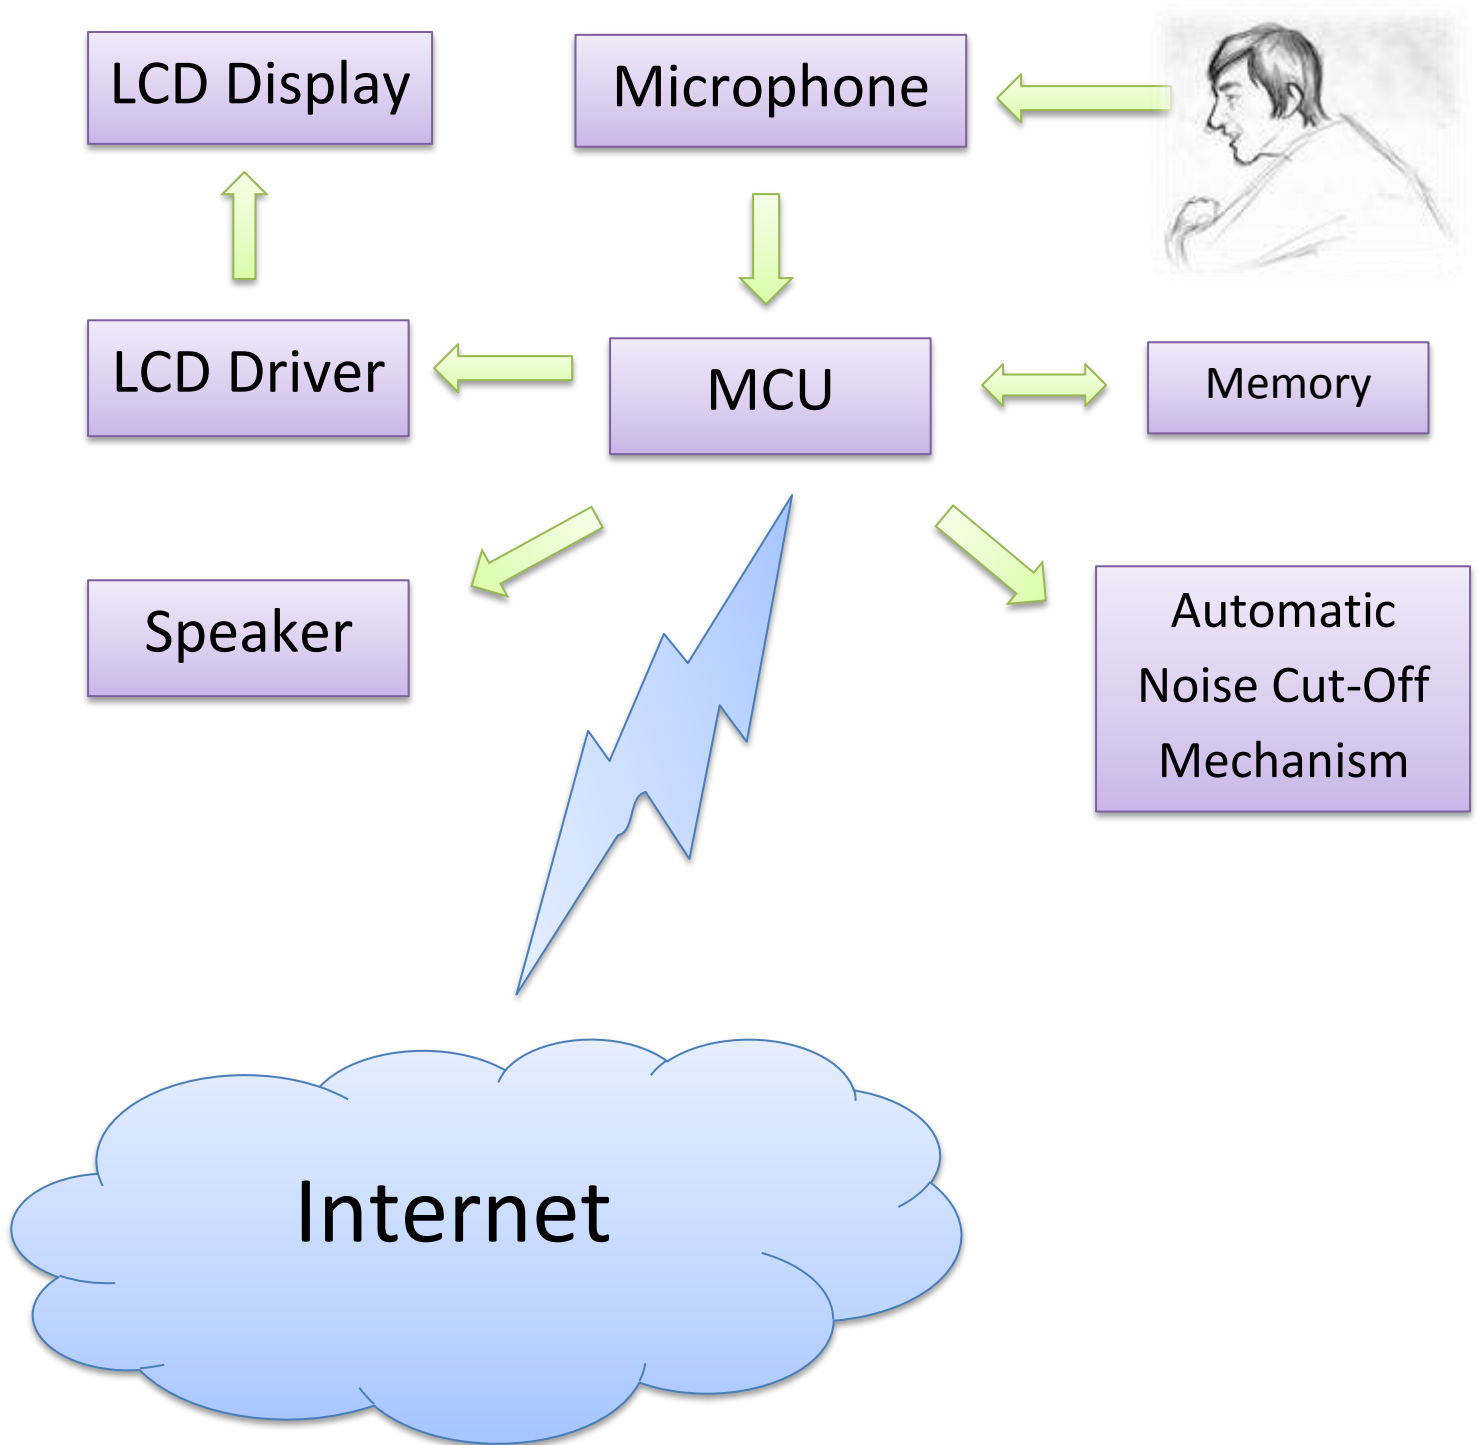 LCD Display
Microphone
LCD Driver
MCU
Memory
Speaker
Automatic
Noise Cut-Off
Mechanism
Internet